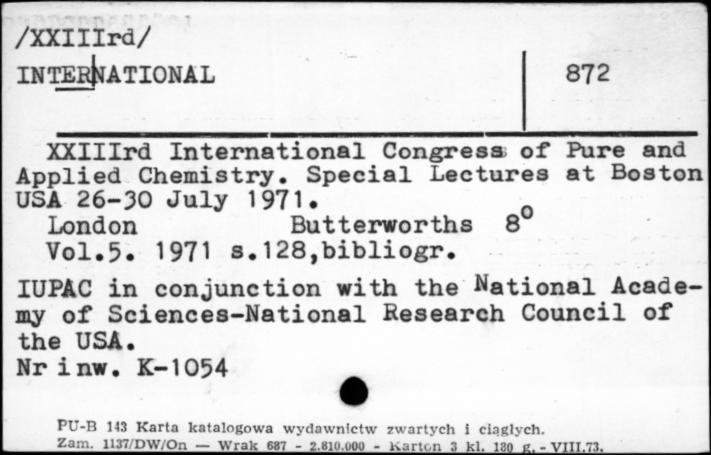 /XXIIIrd/
INTERNATIONAL 872
XXIIIrd International Congress of Pure and
Applied Chemistry. Special Lectures at Boston
USA 26-30 July 1971.
London Butterworths 8°
Vol.5. 1971 s.128,bibliogr.
IUPAC in conjunction with the National Acade-
my of Sciences-National Research Council of
the USA.
Nr inw. K-1054
PU-B 143 Karta katalogowa wydawnictw zwartych i ciągłych.
Zam. 1137/DW/On — Wrak 687 - 2.810.000 - Karton 3 kl. 180 g. - VIII.73.